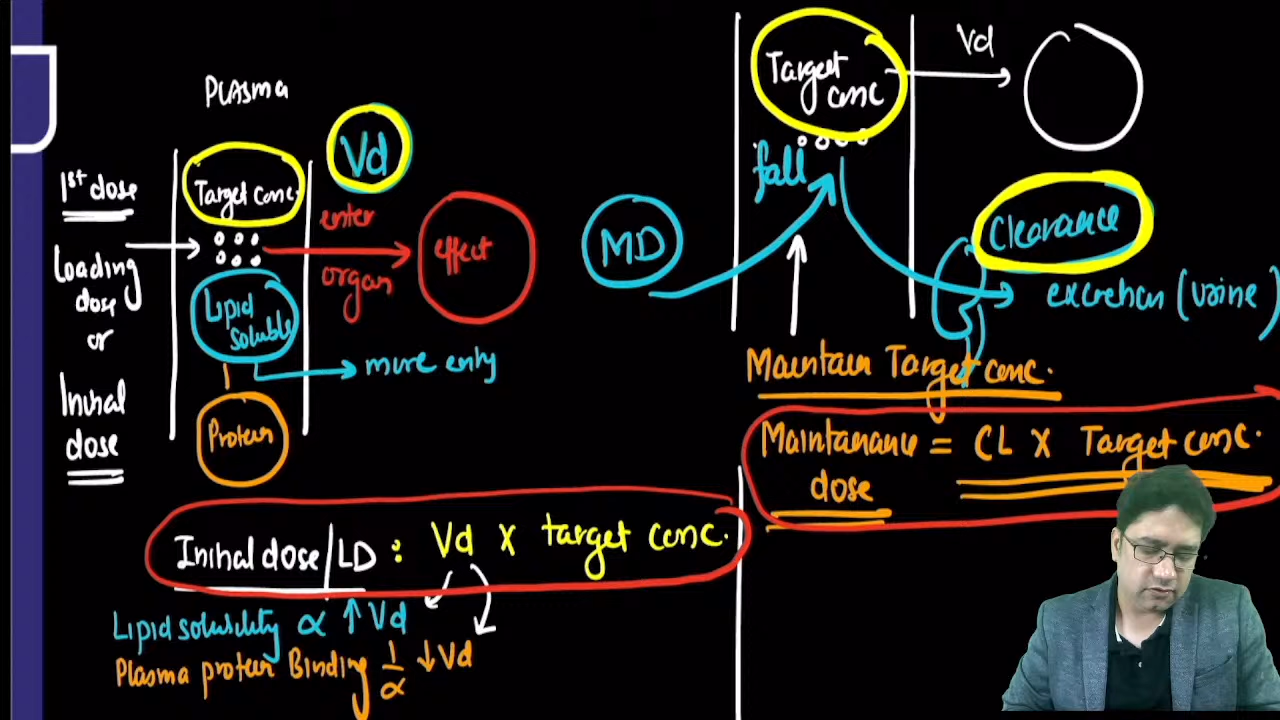 PLASMA
1st dose
Loading
dose
or
Inihal
dose
Target conc
Lipid
soluble
Protein
Vd
enter
organ
effect
more entry
Inihal dose/LD : Vd x target conc.
Lipid solubility α ↑ Vd
Plasma protein Binding 1/α ↓ Vd
Target
conc
Vd
fall
MD
Clearance
excretion (Urine)
Maintain Target conc.
Maintanance = CL x Target conc.
dose